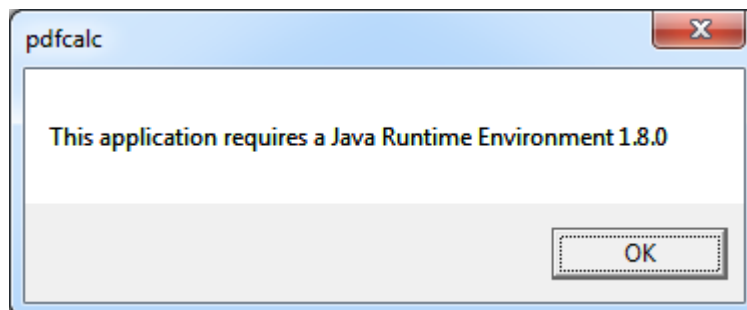 pdfcalc
This application requires a Java Runtime Environment 1.8.0
OK